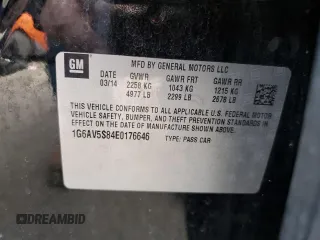 GM
MFD BY GENERAL MOTORS LLC
03/14 GVWR GAWR FRT GAWR RR
2258 KG 1043 KG 1215 KG
4977 LB 2299 LB 2678 LB
THIS VEHICLE CONFORMS TO ALL APPLICABLE U.S. FEDERAL MOTOR VEHICLE
SAFETY, BUMPER, AND THEFT PREVENTION STANDARDS IN
EFFECT ON THE DATE OF MANUFACTURE SHOWN ABOVE.
1G6AV5S84E0176646 TYPE: PASS CAR
DREAMBID